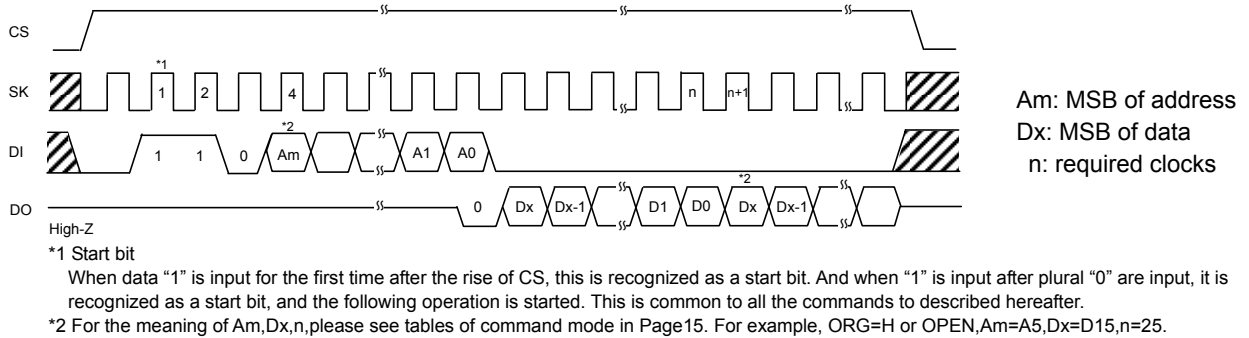 CS
*1
SK
1 2 4 n n+1
Am: MSB of address
Dx: MSB of data
n: required clocks
*2
DI
1 1 0 Am A1 A0
*2
DO
0 Dx Dx-1 D1 D0 Dx Dx-1
High-Z
*1 Start bit
When data “1” is input for the first time after the rise of CS, this is recognized as a start bit. And when “1” is input after plural “0” are input, it is
recognized as a start bit, and the following operation is started. This is common to all the commands to described hereafter.
*2 For the meaning of Am,Dx,n,please see tables of command mode in Page15. For example, ORG=H or OPEN,Am=A5,Dx=D15,n=25.